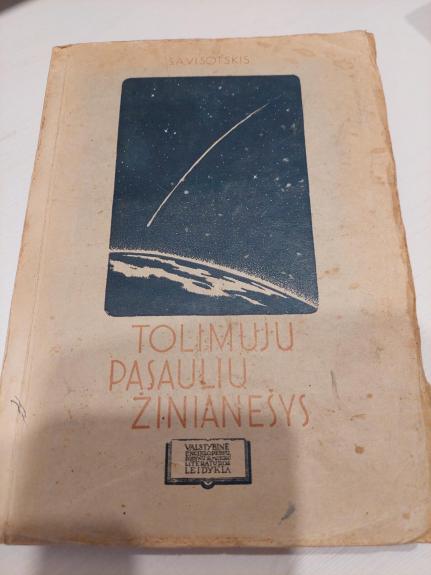 S.A.VISOTSKIS
TOLIMŲJŲ
PASAULIŲ
ŽINIANEŠYS
VALSTYBINĖ
ENCIKLOPEDIJŲ,
ŽODYNŲ IR MOKSLO
LITERATŪROS
LEIDYKLA